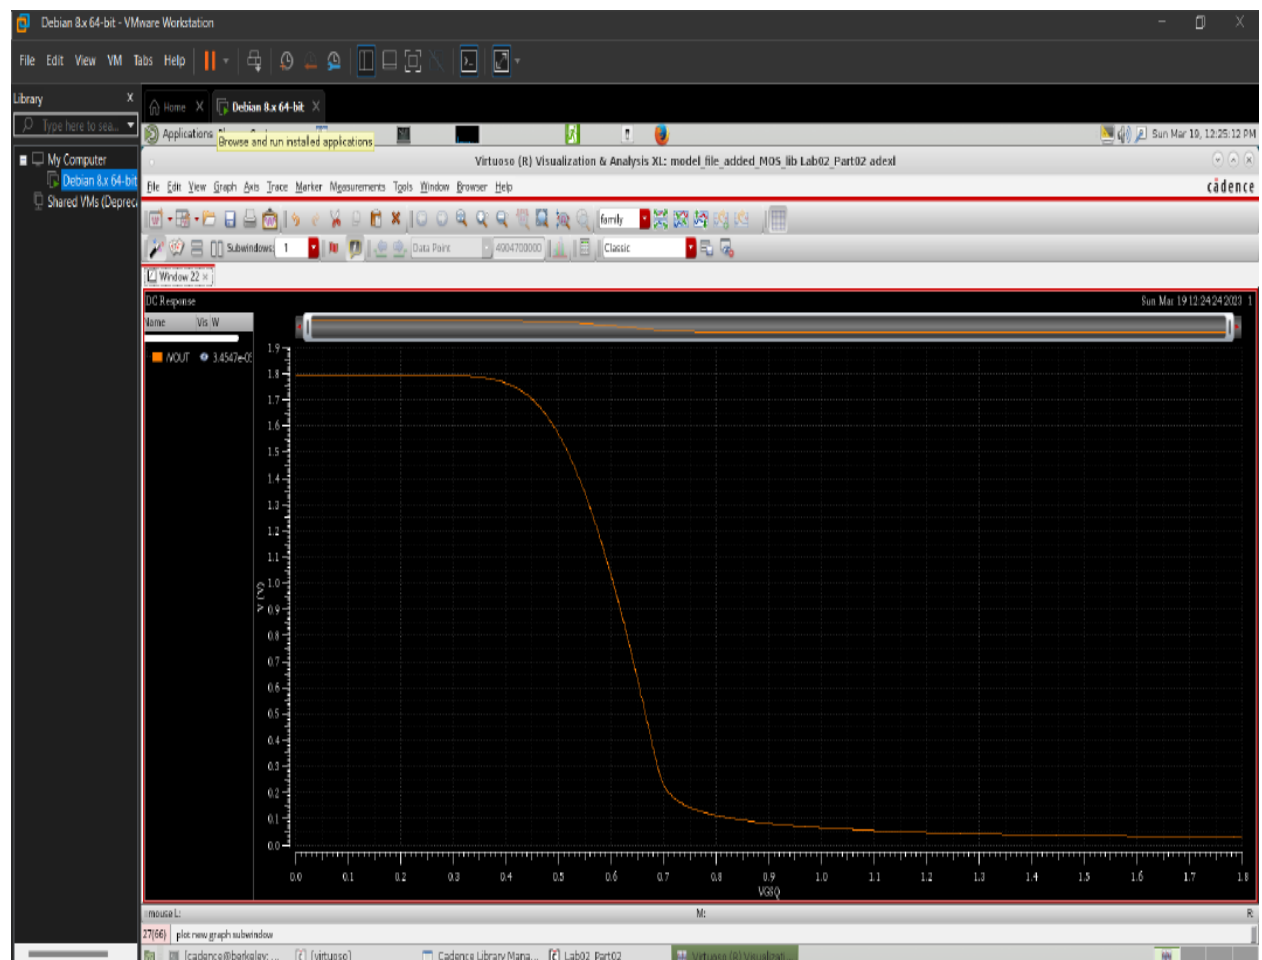 Debian 8.x 64-bit - VMware Workstation
File Edit View VM Tabs Help
Library X
Home X Debian 8.x 64-bit X
Type here to sea...
Applications
Sun Mar 19, 12:25:12 PM
Browse and run installed applications
My Computer
Debian 8.x 64-bit
Shared VMs (Deprec
Virtuoso (R) Visualization & Analysis XL: model_file_added_MOS_lib Lab02_Part02 adexl
File Edit View Graph Axis Trace Marker Measurements Tools Window Browser Help
cādence
family
Subwindows: 1 Data Point 4904700000 Classic
Window 22
DC Response Sun Mar 19 12:24:24 2023 1
Name Vis W
/VOUT 3.4547e-05
1.9
1.8
1.7
1.6
1.5
1.4
1.3
1.2
1.1
1.0
0.9
0.8
0.7
0.6
0.5
0.4
0.3
0.2
0.1
0.0
V (V)
0.0 0.1 0.2 0.3 0.4 0.5 0.6 0.7 0.8 0.9 1.0 1.1 1.2 1.3 1.4 1.5 1.6 1.7 1.8
VGSQ
mouse L: M: R:
27(66) plot new graph subwindow
[cadence@berkeley: ... [virtuoso] Cadence Library Mana... Lab02_Part02 Virtuoso (R) Visualizati...